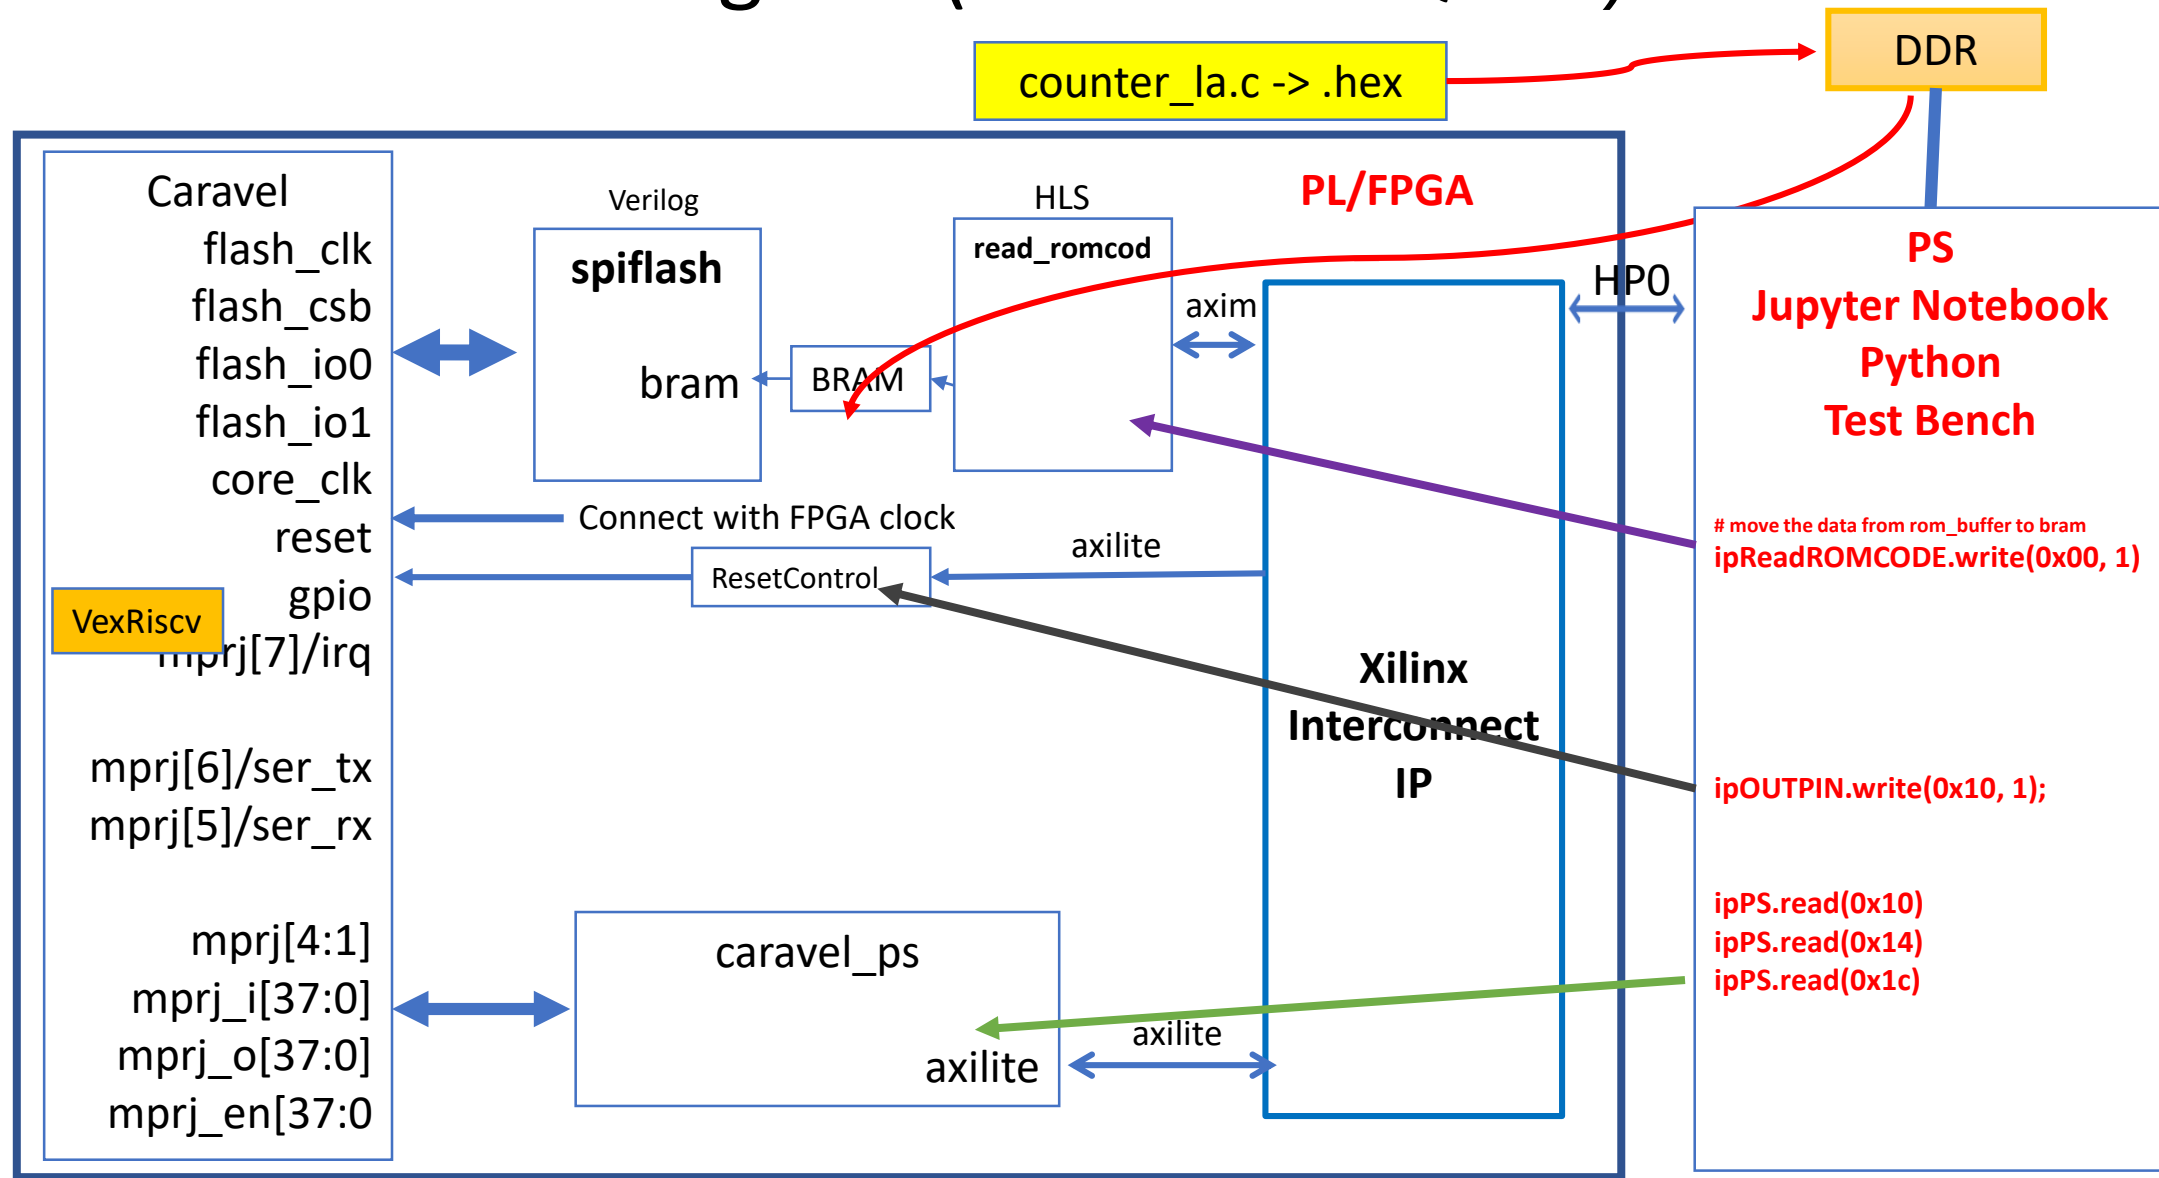 counter_la.c -> .hex
DDR
Caravel
flash_clk
flash_csb
flash_io0
flash_io1
core_clk
reset
gpio
VexRiscv
mprj[7]/irq
mprj[6]/ser_tx
mprj[5]/ser_rx
mprj[4:1]
mprj_i[37:0]
mprj_o[37:0]
mprj_en[37:0
Verilog
spiflash
bram
BRAM
HLS
read_romcod
axim
PL/FPGA
HP0
Connect with FPGA clock
ResetControl
axilite
Xilinx
Interconnect
IP
caravel_ps
axilite
axilite
PS
Jupyter Notebook
Python
Test Bench
# move the data from rom_buffer to bram
ipReadROMCODE.write(0x00, 1)
ipOUTPIN.write(0x10, 1);
ipPS.read(0x10)
ipPS.read(0x14)
ipPS.read(0x1c)